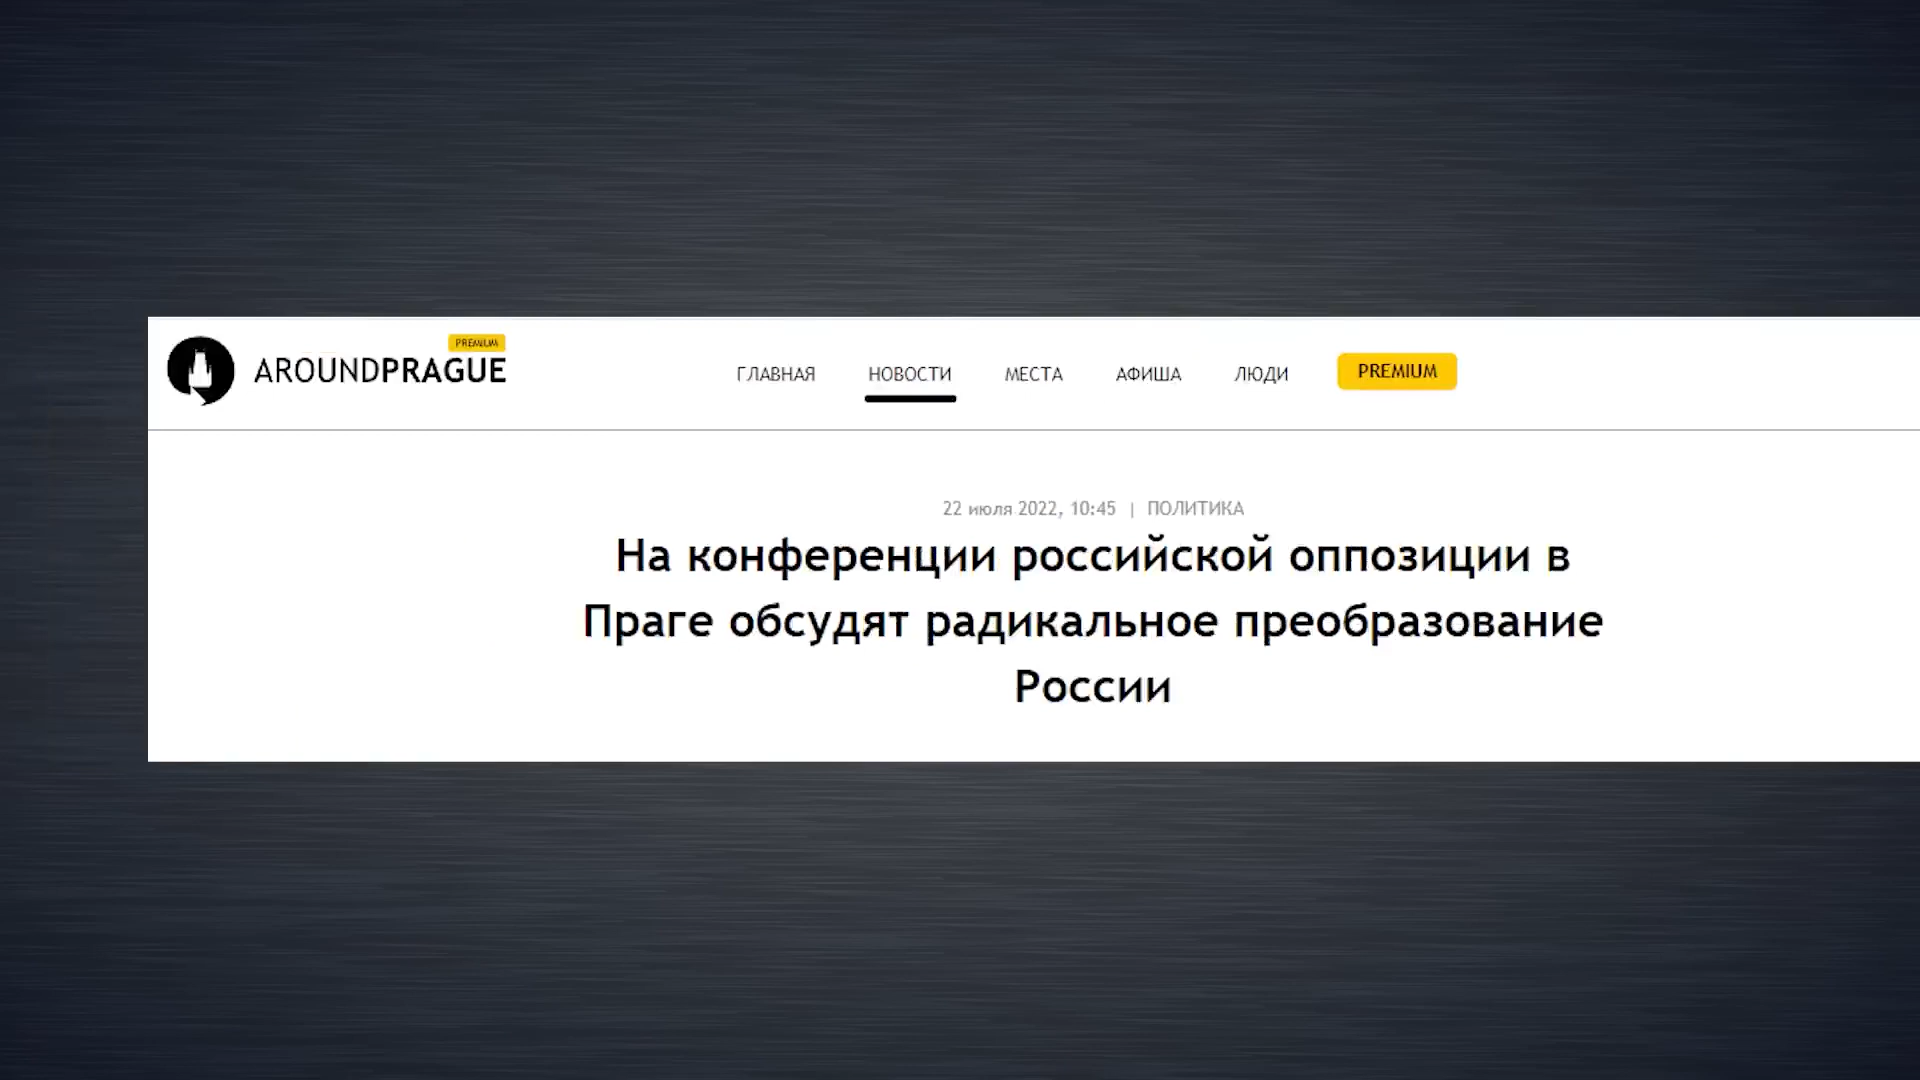 PREMIUM
AROUNDPRAGUE
ГЛАВНАЯ НОВОСТИ МЕСТА АФИША ЛЮДИ PREMIUM
22 июля 2022, 10:45 | ПОЛИТИКА
На конференции российской оппозиции в
Праге обсудят радикальное преобразование
России